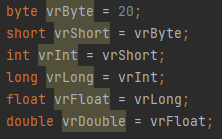 byte vrByte = 20;
short vrShort = vrByte;
int vrInt = vrShort;
long vrLong = vrInt;
float vrFloat = vrLong;
double vrDouble = vrFloat;